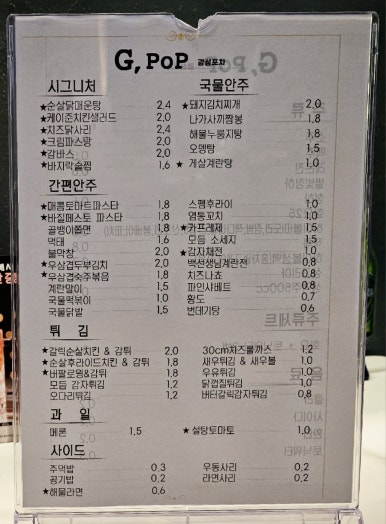 G, PoP 감성포차
시그니처
★순살닭매운탕 2,4
★케이준치킨샐러드 2,0
★치즈닭사리 2,4
★크림파스탕 2,0
★감바스 2,0
★바지락술찜 1,6
국물안주
★돼지김치찌개 2,0
나가사끼짬뽕 1,8
해물누룽지탕 1,8
오뎅탕 1,5
★게살계란탕 1,0
간편안주
★매콤토마토파스타 1,8
★바질페스토 파스타 1,8
골뱅이쫄면 1,8
먹태 1,6
불막창 2,0
★우삼겹두부김치 2,0
★우삼겹숙주볶음 1,8
계란말이 1,5
국물떡볶이 1,0
국물닭발 1,5
스팸후라이 1,0
염통꼬치 1,0
★카프레제 1,5
모듬 소세지 1,5
★감자채전 1,0
백선생님계란전 0,8
치즈나쵸 0,8
파인샤베트 0,8
황도 0,7
번데기탕 0,6
튀 김
★갈릭순살치킨 & 감튀 2,0
★순살후라이드치킨 & 감튀 1,8
★버팔로윙&감튀 1,8
모듬 감자튀김 1,2
오다리튀김 1,2
30cm치즈롤까스 1,2
새우튀김 & 새우볼 1,0
우유튀김 1,0
닭껍질튀김 1,0
버터갈릭감자튀김 0,8
과 일
메론 1,5
★설탕토마토 1,0
사이드
주먹밥 0,3
공기밥 0,2
★해물라면 0,6
우동사리 0,2
라면사리 0,2